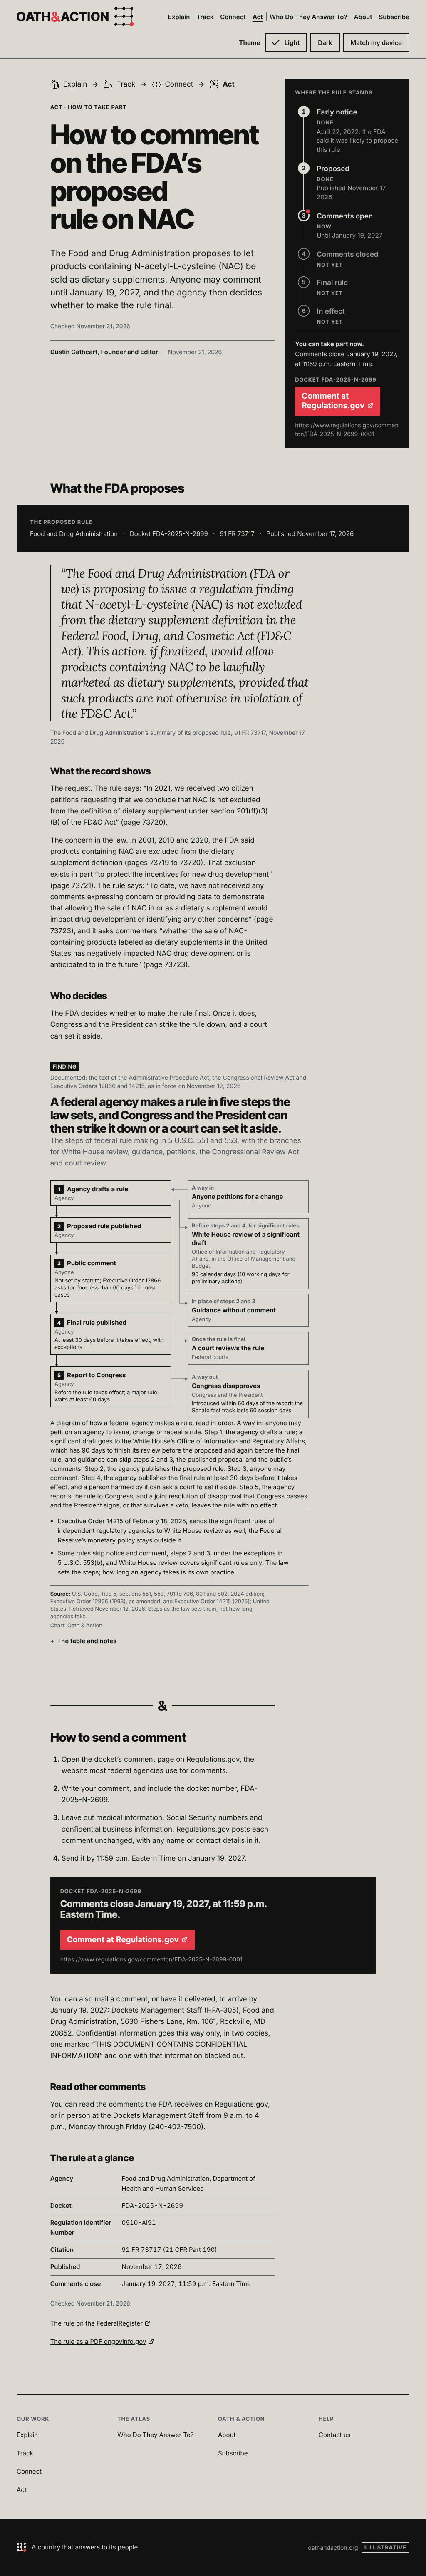 OATH&ACTION
Explain Track Connect Act Who Do They Answer To? About Subscribe
Theme Light Dark Match my device
Explain → Track → Connect → Act
ACT · HOW TO TAKE PART
How to comment
on the FDA’s
proposed
rule on NAC
The Food and Drug Administration proposes to let
products containing N-acetyl-L-cysteine (NAC) be
sold as dietary supplements. Anyone may comment
until January 19, 2027, and the agency then decides
whether to make the rule final.
Checked November 21, 2026
Dustin Cathcart, Founder and Editor November 21, 2026
WHERE THE RULE STANDS
1 Early notice
DONE
April 22, 2022: the FDA
said it was likely to propose
this rule
2 Proposed
DONE
Published November 17,
2026
3 Comments open
NOW
Until January 19, 2027
4 Comments closed
NOT YET
5 Final rule
NOT YET
6 In effect
NOT YET
You can take part now.
Comments close January 19, 2027,
at 11:59 p.m. Eastern Time.
DOCKET FDA-2025-N-2699
Comment at
Regulations.gov
https://www.regulations.gov/commen
ton/FDA-2025-N-2699-0001
What the FDA proposes
THE PROPOSED RULE
Food and Drug Administration · Docket FDA-2025-N-2699 · 91 FR 73717 · Published November 17, 2026
“The Food and Drug Administration (FDA or
we) is proposing to issue a regulation finding
that N-acetyl-L-cysteine (NAC) is not excluded
from the dietary supplement definition in the
Federal Food, Drug, and Cosmetic Act (FD&C
Act). This action, if finalized, would allow
products containing NAC to be lawfully
marketed as dietary supplements, provided that
such products are not otherwise in violation of
the FD&C Act.”
The Food and Drug Administration’s summary of its proposed rule, 91 FR 73717, November 17,
2026
What the record shows
The request. The rule says: “In 2021, we received two citizen
petitions requesting that we conclude that NAC is not excluded
from the definition of dietary supplement under section 201(ff)(3)
(B) of the FD&C Act” (page 73720).
The concern in the law. In 2001, 2010 and 2020, the FDA said
products containing NAC are excluded from the dietary
supplement definition (pages 73719 to 73720). That exclusion
exists in part “to protect the incentives for new drug development”
(page 73721). The rule says: “To date, we have not received any
comments expressing concern or providing data to demonstrate
that allowing the sale of NAC in or as a dietary supplement would
impact drug development or identifying any other concerns” (page
73723), and it asks commenters “whether the sale of NAC-
containing products labeled as dietary supplements in the United
States has negatively impacted NAC drug development or is
anticipated to in the future” (page 73723).
Who decides
The FDA decides whether to make the rule final. Once it does,
Congress and the President can strike the rule down, and a court
can set it aside.
FINDING
Documented: the text of the Administrative Procedure Act, the Congressional Review Act and
Executive Orders 12866 and 14215, as in force on November 12, 2026
A federal agency makes a rule in five steps the
law sets, and Congress and the President can
then strike it down or a court can set it aside.
The steps of federal rule making in 5 U.S.C. 551 and 553, with the branches
for White House review, guidance, petitions, the Congressional Review Act
and court review
1 Agency drafts a rule
Agency
2 Proposed rule published
Agency
3 Public comment
Anyone
Not set by statute; Executive Order 12866
asks for “not less than 60 days” in most
cases
4 Final rule published
Agency
At least 30 days before it takes effect, with
exceptions
5 Report to Congress
Agency
Before the rule takes effect; a major rule
waits at least 60 days
A way in
Anyone petitions for a change
Anyone
Before steps 2 and 4, for significant rules
White House review of a significant
draft
Office of Information and Regulatory
Affairs, in the Office of Management and
Budget
90 calendar days (10 working days for
preliminary actions)
In place of steps 2 and 3
Guidance without comment
Agency
Once the rule is final
A court reviews the rule
Federal courts
A way out
Congress disapproves
Congress and the President
Introduced within 60 days of the report; the
Senate fast track lasts 60 session days
A diagram of how a federal agency makes a rule, read in order. A way in: anyone may
petition an agency to issue, change or repeal a rule. Step 1, the agency drafts a rule; a
significant draft goes to the White House’s Office of Information and Regulatory Affairs,
which has 90 days to finish its review before the proposed and again before the final
rule, and guidance can skip steps 2 and 3, the published proposal and the public’s
comments. Step 2, the agency publishes the proposed rule. Step 3, anyone may
comment. Step 4, the agency publishes the final rule at least 30 days before it takes
effect, and a person harmed by it can ask a court to set it aside. Step 5, the agency
reports the rule to Congress, and a joint resolution of disapproval that Congress passes
and the President signs, or that survives a veto, leaves the rule with no effect.
• Executive Order 14215 of February 18, 2025, sends the significant rules of
independent regulatory agencies to White House review as well; the Federal
Reserve’s monetary policy stays outside it.
• Some rules skip notice and comment, steps 2 and 3, under the exceptions in
5 U.S.C. 553(b), and White House review covers significant rules only. The law
sets the steps; how long an agency takes is its own practice.
Source: U.S. Code, Title 5, sections 551, 553, 701 to 706, 801 and 802, 2024 edition;
Executive Order 12866 (1993), as amended, and Executive Order 14215 (2025); United
States. Retrieved November 12, 2026. Steps as the law sets them, not how long
agencies take.
Chart: Oath & Action
+ The table and notes
&
How to send a comment
1. Open the docket’s comment page on Regulations.gov, the
website most federal agencies use for comments.
2. Write your comment, and include the docket number, FDA-
2025-N-2699.
3. Leave out medical information, Social Security numbers and
confidential business information. Regulations.gov posts each
comment unchanged, with any name or contact details in it.
4. Send it by 11:59 p.m. Eastern Time on January 19, 2027.
DOCKET FDA-2025-N-2699
Comments close January 19, 2027, at 11:59 p.m.
Eastern Time.
Comment at Regulations.gov
https://www.regulations.gov/commenton/FDA-2025-N-2699-0001
You can also mail a comment, or have it delivered, to arrive by
January 19, 2027: Dockets Management Staff (HFA-305), Food and
Drug Administration, 5630 Fishers Lane, Rm. 1061, Rockville, MD
20852. Confidential information goes this way only, in two copies,
one marked “THIS DOCUMENT CONTAINS CONFIDENTIAL
INFORMATION” and one with that information blacked out.
Read other comments
You can read the comments the FDA receives on Regulations.gov,
or in person at the Dockets Management Staff from 9 a.m. to 4
p.m., Monday through Friday (240-402-7500).
The rule at a glance
Agency Food and Drug Administration, Department of
Health and Human Services
Docket FDA-2025-N-2699
Regulation Identifier
Number 0910-AI91
Citation 91 FR 73717 (21 CFR Part 190)
Published November 17, 2026
Comments close January 19, 2027, 11:59 p.m. Eastern Time
Checked November 21, 2026.
The rule on the FederalRegister
The rule as a PDF ongovinfo.gov
OUR WORK
Explain
Track
Connect
Act
THE ATLAS
Who Do They Answer To?
OATH & ACTION
About
Subscribe
HELP
Contact us
A country that answers to its people.
oathandaction.org ILLUSTRATIVE